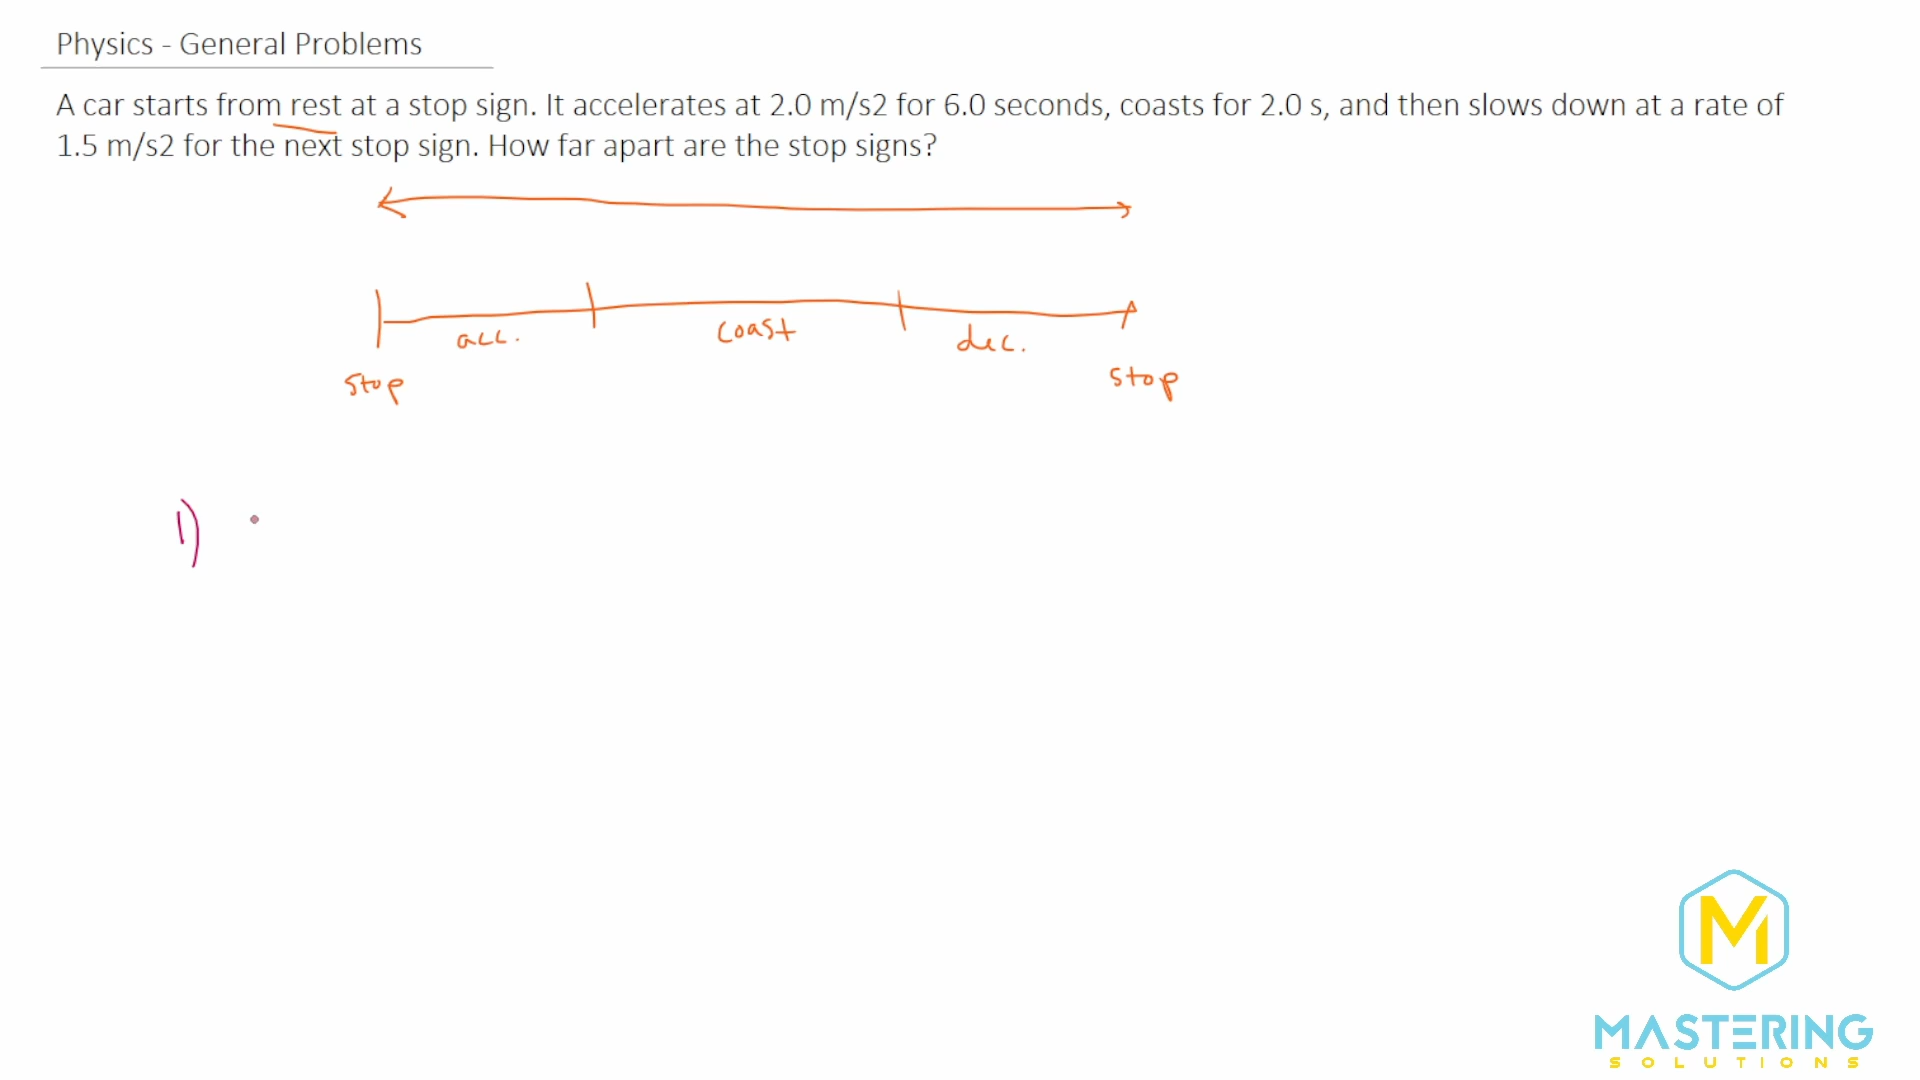 Physics - General Problems
A car starts from rest at a stop sign. It accelerates at 2.0 m/s2 for 6.0 seconds, coasts for 2.0 s, and then slows down at a rate of
1.5 m/s2 for the next stop sign. How far apart are the stop signs?
acc. coast dec.
stop stop
1)
MASTERING
SOLUTIONS